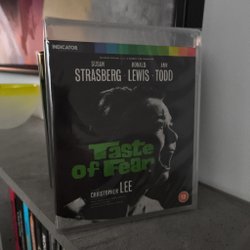 INDICATOR
SUSAN STRASBERG
RONALD LEWIS
ANN TODD
Taste
of Fear
CHRISTOPHER LEE